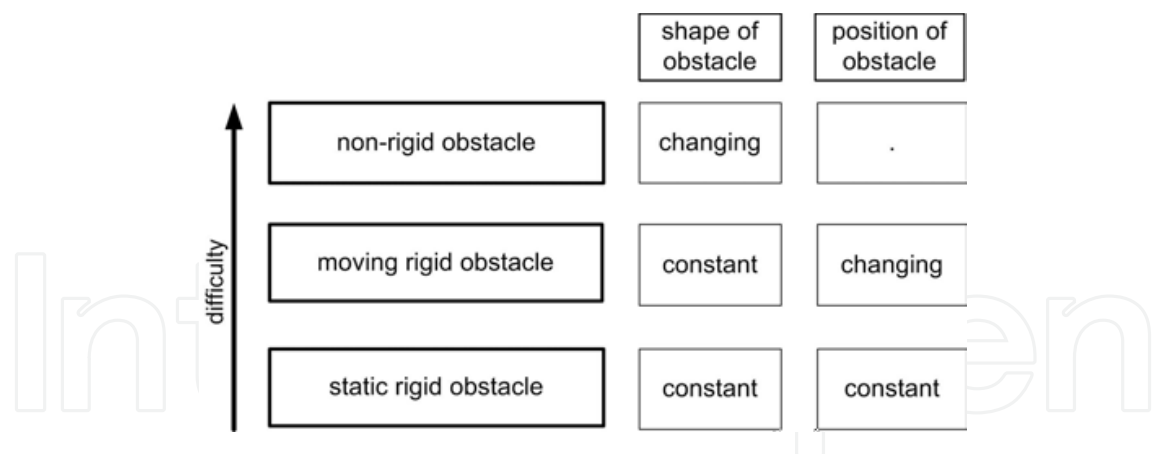 shape of
obstacle
position of
obstacle
non-rigid obstacle
changing
.
moving rigid obstacle
constant
changing
static rigid obstacle
constant
constant
difficulty